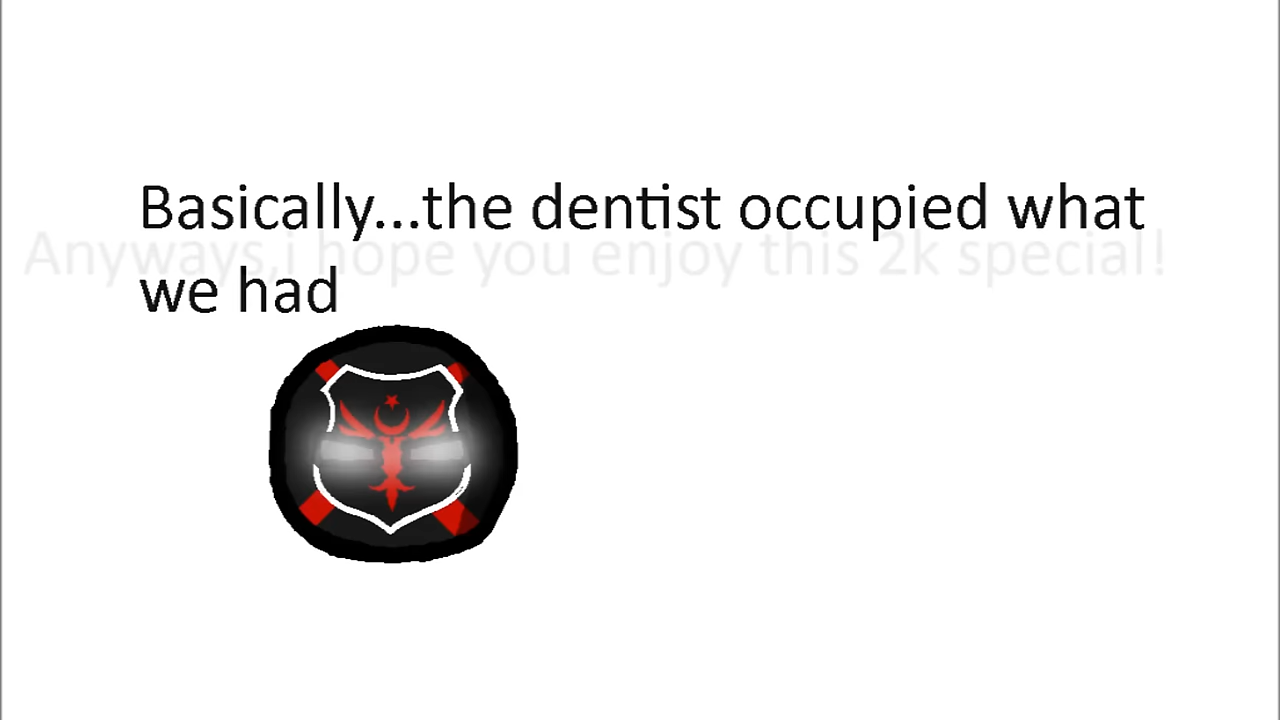 Basically...the dentist occupied what
Anyways,i hope you enjoy this 2k special!
we had